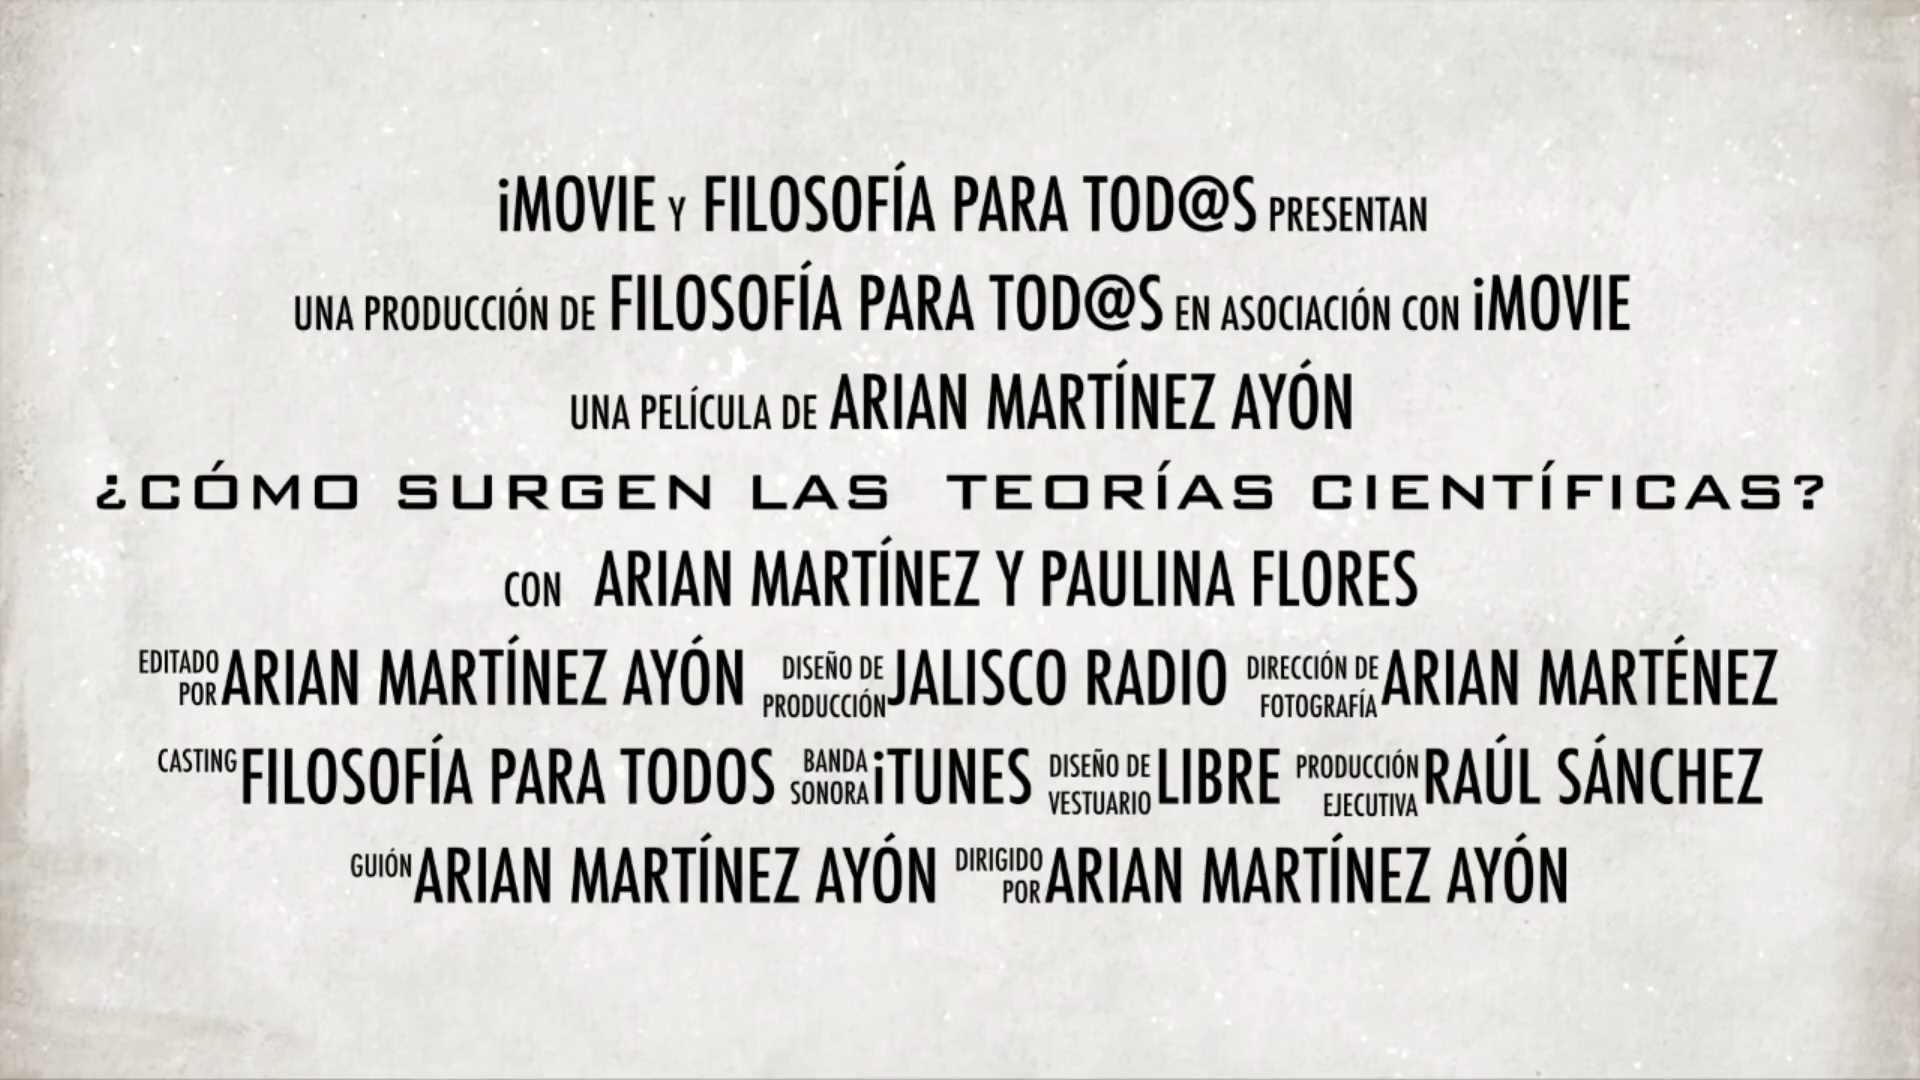 iMOVIE Y FILOSOFÍA PARA TOD@S PRESENTAN
UNA PRODUCCIÓN DE FILOSOFÍA PARA TOD@S EN ASOCIACIÓN CON iMOVIE
UNA PELÍCULA DE ARIAN MARTÍNEZ AYÓN
¿CÓMO SURGEN LAS TEORÍAS CIENTÍFICAS?
CON ARIAN MARTÍNEZ Y PAULINA FLORES
EDITADO POR ARIAN MARTÍNEZ AYÓN DISEÑO DE PRODUCCIÓN JALISCO RADIO DIRECCIÓN DE FOTOGRAFÍA ARIAN MARTÉNEZ
CASTING FILOSOFÍA PARA TODOS BANDA SONORA iTUNES DISEÑO DE VESTUARIO LIBRE PRODUCCIÓN EJECUTIVA RAÚL SÁNCHEZ
GUIÓN ARIAN MARTÍNEZ AYÓN DIRIGIDO POR ARIAN MARTÍNEZ AYÓN